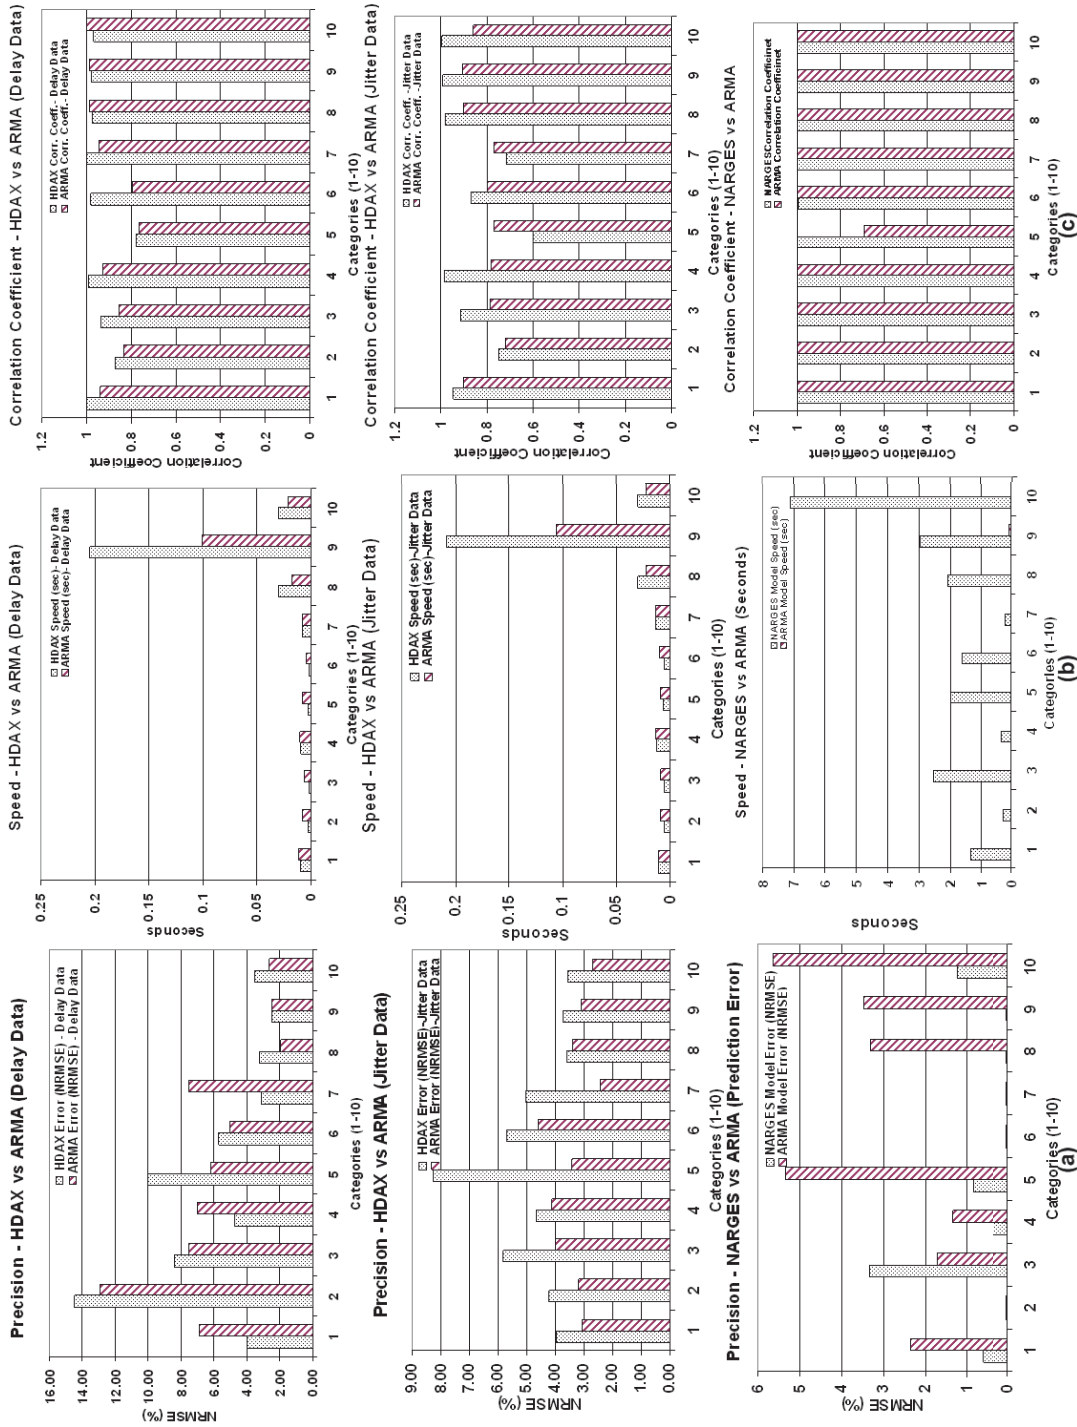 Precision - HDAX vs ARMA (Delay Data)
HDAX Error (NRMSE) - Delay Data
ARMA Error (NRMSE) - Delay Data
NRMSE (%)
16.00
14.00
12.00
10.00
8.00
6.00
4.00
2.00
0.00
1 2 3 4 5 6 7 8 9 10
Categories (1-10)
Precision - HDAX vs ARMA (Jitter Data)
HDAX Error (NRMSE)-Jitter Data
ARMA Error (NRMSE)-Jitter Data
NRMSE (%)
9.00
8.00
7.00
6.00
5.00
4.00
3.00
2.00
1.00
0.00
1 2 3 4 5 6 7 8 9 10
Categories (1-10)
Precision - NARGES vs ARMA (Prediction Error)
NARGES Model Error (NRMSE)
ARMA Model Error (NRMSE)
NRMSE (%)
6
5
4
3
2
1
0
1 2 3 4 5 6 7 8 9 10
Categories (1-10)
(a)
Speed - HDAX vs ARMA (Delay Data)
HDAX Speed (sec)- Delay Data
ARMA Speed (sec)- Delay Data
Seconds
0.25
0.2
0.15
0.1
0.05
0
1 2 3 4 5 6 7 8 9 10
Categories (1-10)
Speed - HDAX vs ARMA (Jitter Data)
HDAX Speed (sec)-Jitter Data
ARMA Speed (sec)-Jitter Data
Seconds
0.25
0.2
0.15
0.1
0.05
0
1 2 3 4 5 6 7 8 9 10
Categories (1-10)
Speed - NARGES vs ARMA (Seconds)
NARGES Model Speed (sec)
ARMA Model Speed (sec)
Seconds
8
7
6
5
4
3
2
1
0
1 2 3 4 5 6 7 8 9 10
Categories (1-10)
(b)
Correlation Coefficient - HDAX vs ARMA (Delay Data)
HDAX Corr. Coeff.- Delay Data
ARMA Corr. Coeff.- Delay Data
Correlation Coefficient
1.2
1
0.8
0.6
0.4
0.2
0
1 2 3 4 5 6 7 8 9 10
Categories (1-10)
Correlation Coefficient - HDAX vs ARMA (Jitter Data)
HDAX Corr. Coeff. -Jitter Data
ARMA Corr. Coeff. -Jitter Data
Correlation Coefficient
1.2
1
0.8
0.6
0.4
0.2
0
1 2 3 4 5 6 7 8 9 10
Categories (1-10)
Correlation Coefficient - NARGES vs ARMA
NARGESCorrelation Coefficinet
ARMA Correlation Coefficinet
Correlation Coefficient
1.2
1
0.8
0.6
0.4
0.2
0
1 2 3 4 5 6 7 8 9 10
Categories (1-10)
(c)